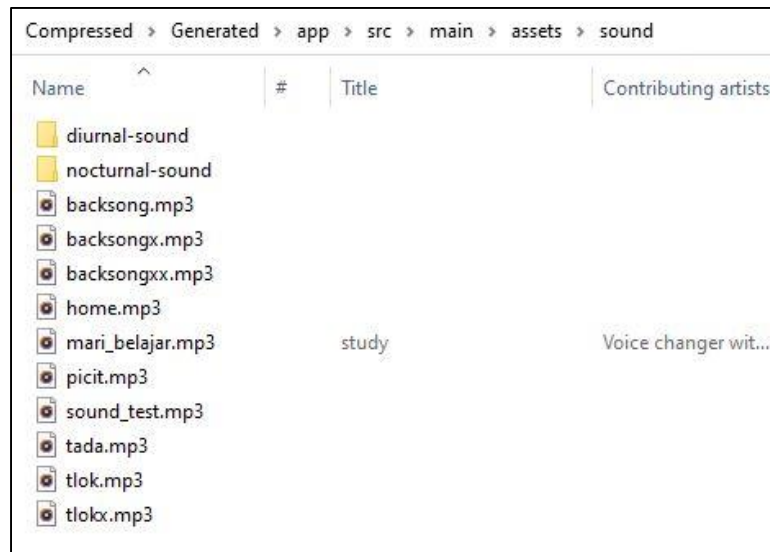 Compressed > Generated > app > src > main > assets > sound
Name # Title Contributing artists
diurnal-sound
nocturnal-sound
backsong.mp3
backsongx.mp3
backsongxx.mp3
home.mp3
mari_belajar.mp3 study Voice changer wit...
picit.mp3
sound_test.mp3
tada.mp3
tlok.mp3
tlokx.mp3